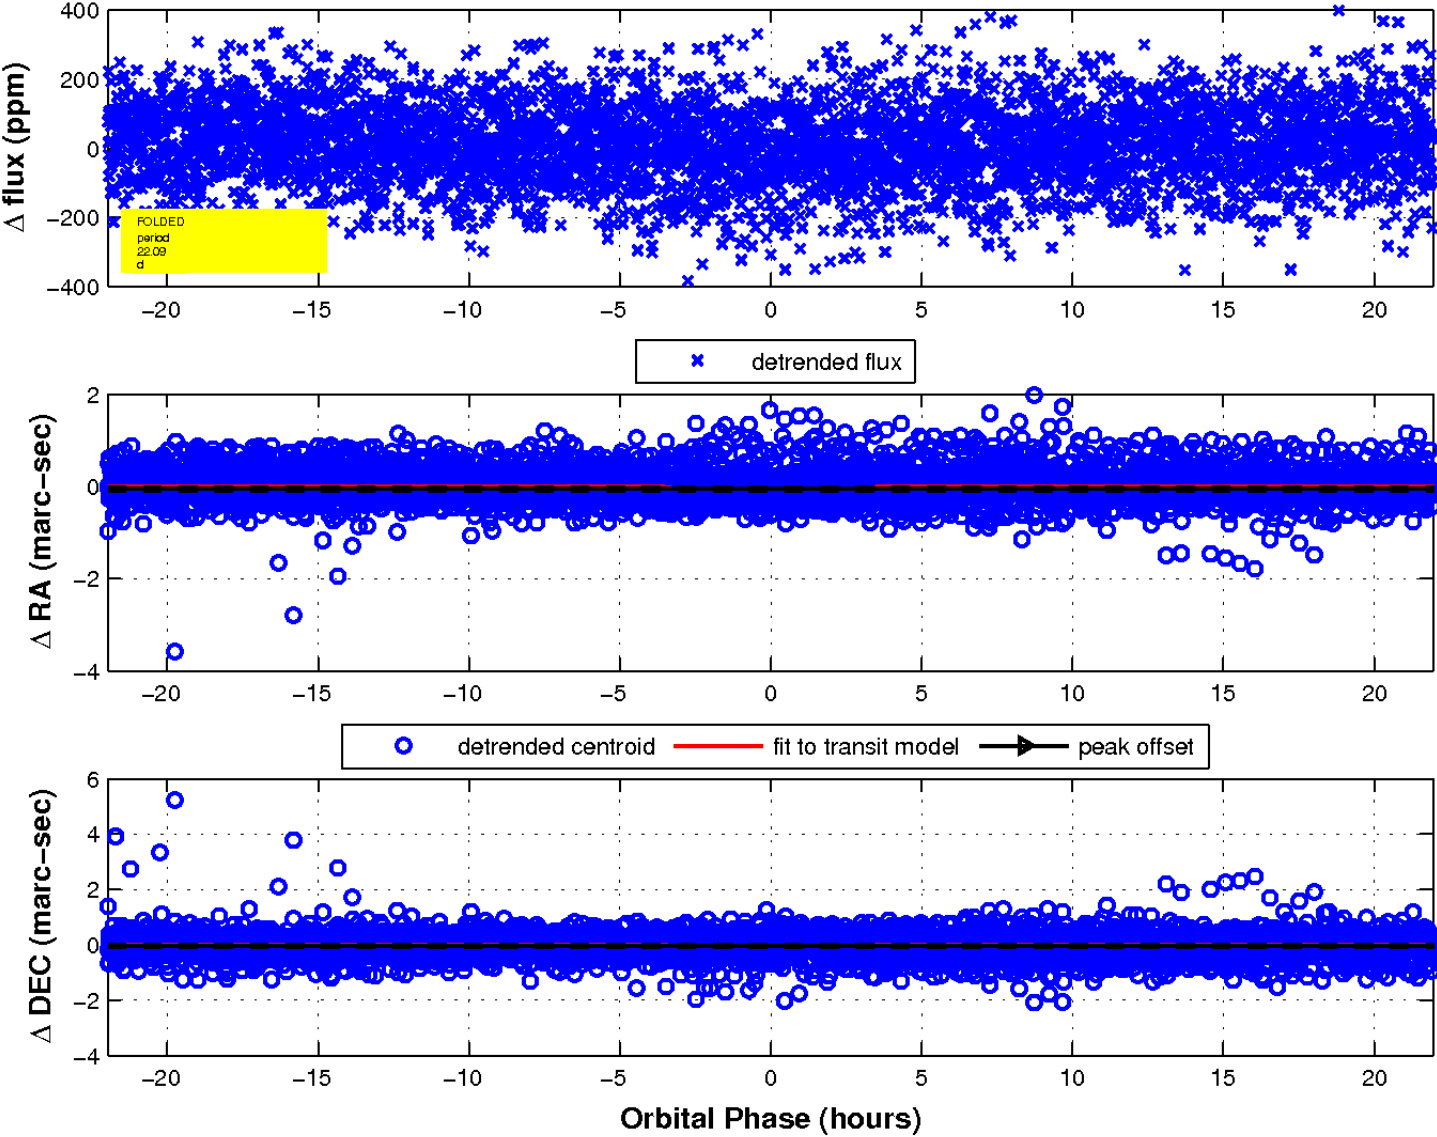 400
200
0
−200
−400
Δ flux (ppm)
FOLDED
period
22.09
d
−20 −15 −10 −5 0 5 10 15 20
detrended flux
2
0
−2
−4
Δ RA (marc−sec)
−20 −15 −10 −5 0 5 10 15 20
detrended centroid fit to transit model peak offset
6
4
2
0
−2
−4
Δ DEC (marc−sec)
−20 −15 −10 −5 0 5 10 15 20
Orbital Phase (hours)